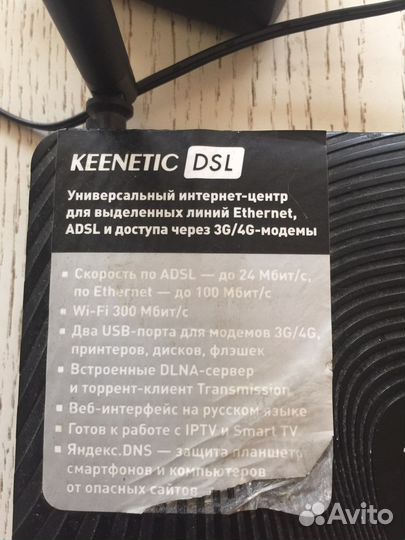 KEENETIC DSL
Универсальный интернет-центр
для выделенных линий Ethernet,
ADSL и доступа через 3G/4G-модемы
▪ Скорость по ADSL — до 24 Мбит/с,
по Ethernet — до 100 Мбит/с
▪ Wi-Fi 300 Мбит/с
▪ Два USB-порта для модемов 3G/4G,
принтеров, дисков, флэшек
▪ Встроенные DLNA-сервер
и торрент-клиент Transmission
▪ Веб-интерфейс на русском языке
▪ Готов к работе с IPTV и Smart TV
▪ Яндекс.DNS — защита планшетов,
смартфонов и компьютеров
от опасных сайтов
Avito